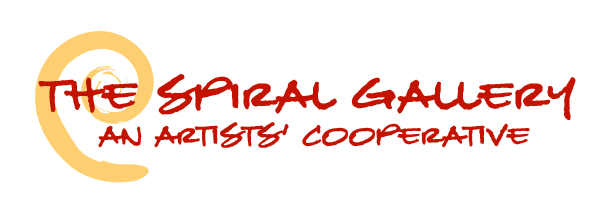 THE SPIRAL GALLERY
AN ARTISTS' COOPERATIVE